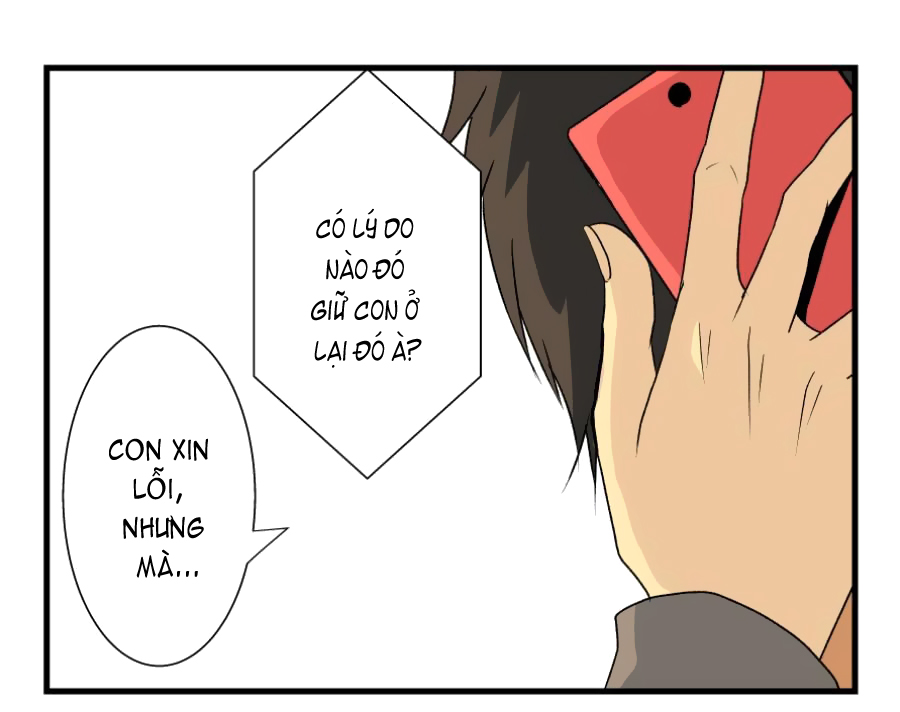 CÓ LÝ DO
NÀO ĐÓ
GIỮ CON Ở
LẠI ĐÓ À?
CON XIN
LỖI,
NHƯNG
MÀ...